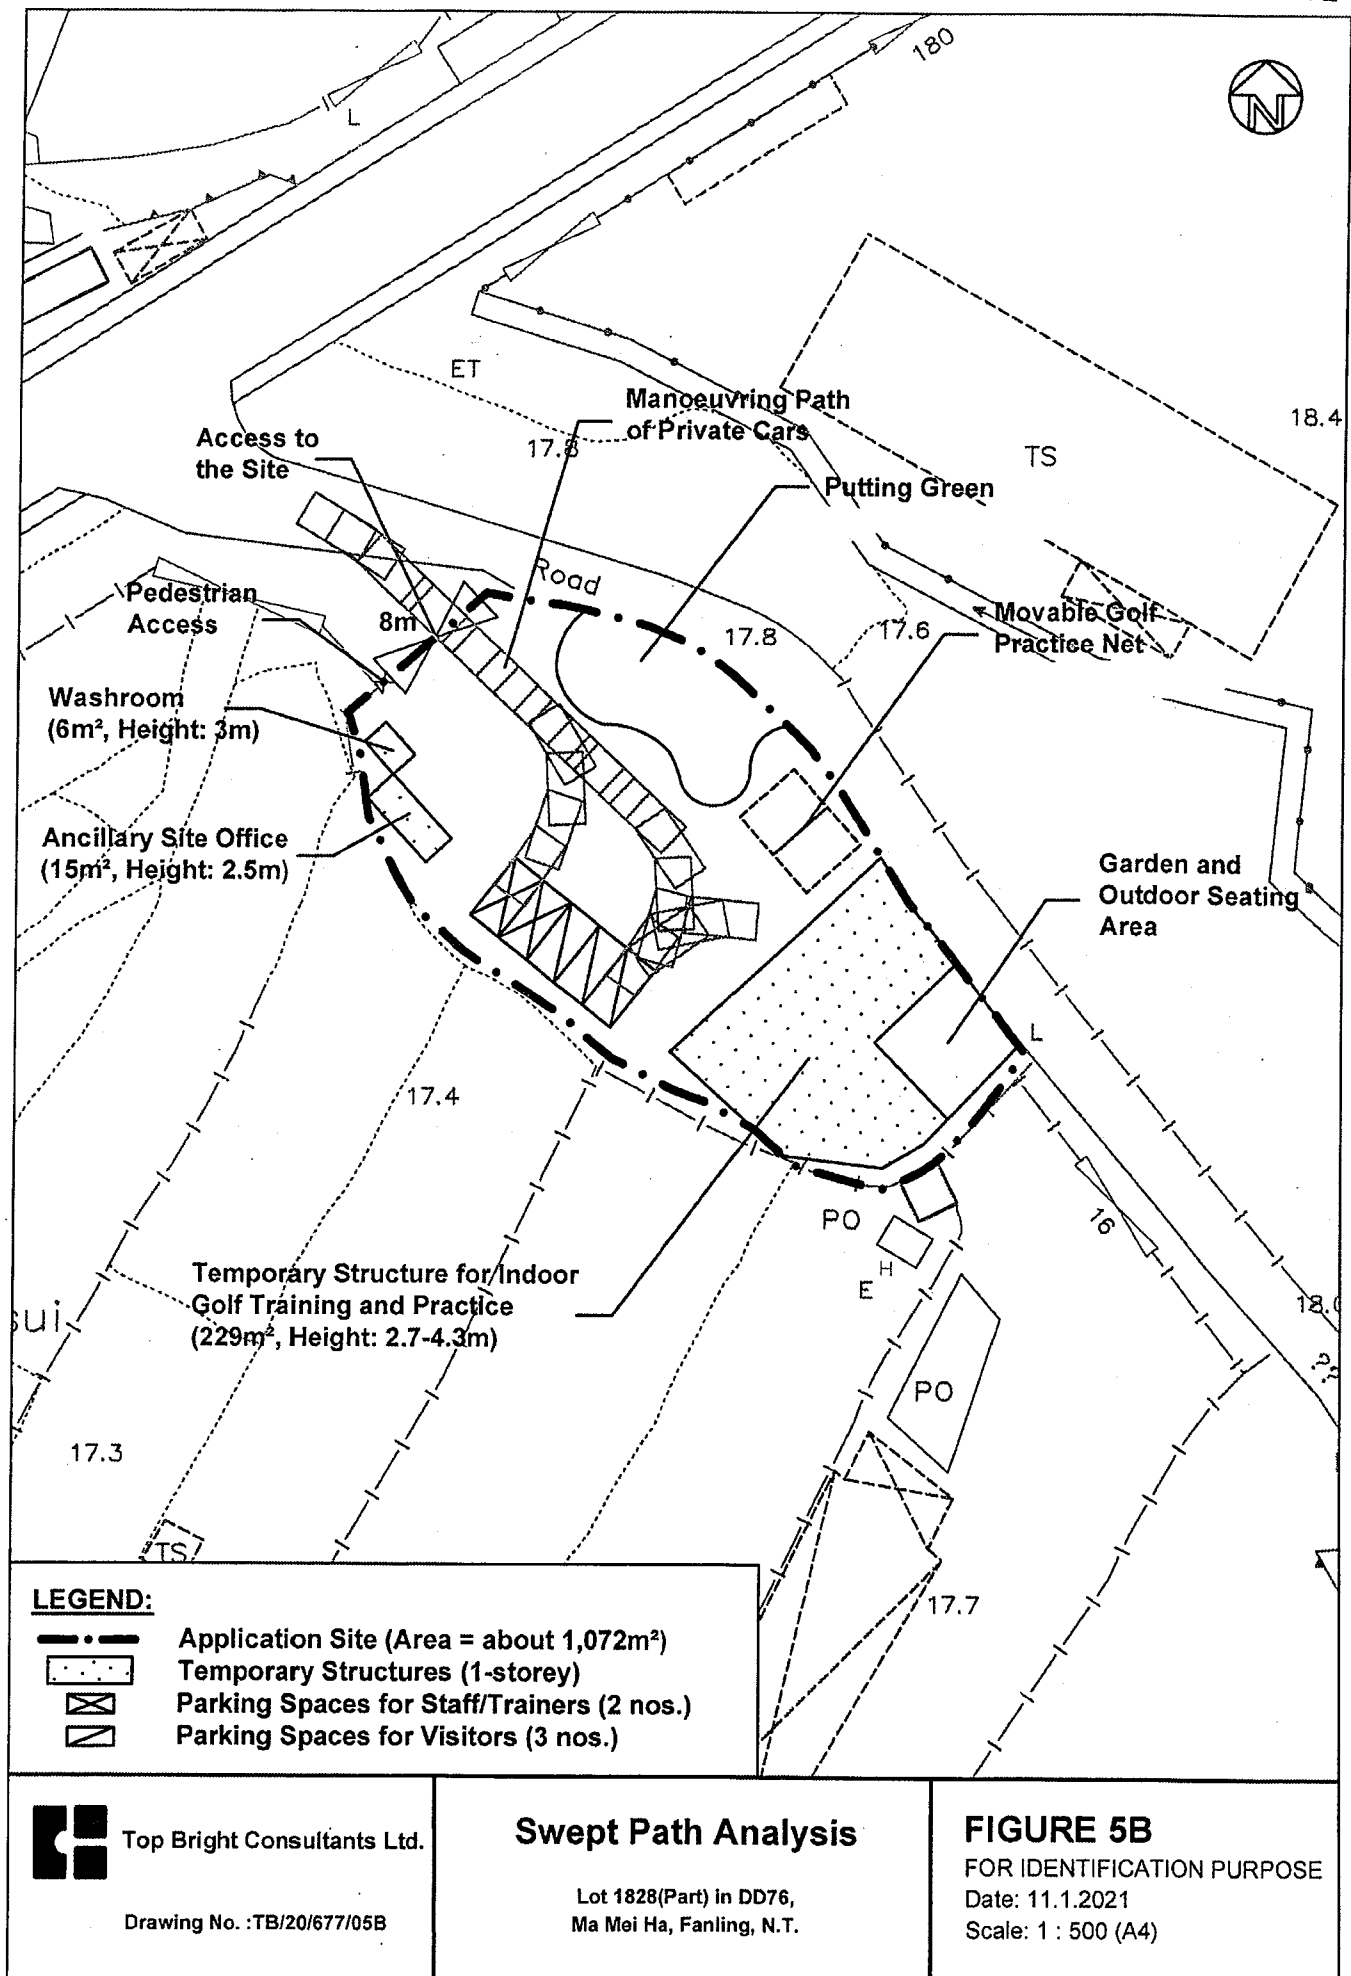 180
L
N
ET
Manoeuvring Path
of Private Cars
18.4
Access to
the Site
17.8
TS
Putting Green
Road
Pedestrian
Access
8m
17.8
17.6
Movable Golf
Practice Net
Washroom
(6m², Height: 3m)
Ancillary Site Office
(15m², Height: 2.5m)
Garden and
Outdoor Seating
Area
L
17.4
PO
16
H
E
Temporary Structure for Indoor
Golf Training and Practice
(229m², Height: 2.7-4.3m)
sui
18.0
??
PO
17.3
TS
17.7
LEGEND:
Application Site (Area = about 1,072m²)
Temporary Structures (1-storey)
Parking Spaces for Staff/Trainers (2 nos.)
Parking Spaces for Visitors (3 nos.)
Top Bright Consultants Ltd.
Drawing No. :TB/20/677/05B
Swept Path Analysis
Lot 1828(Part) in DD76,
Ma Mei Ha, Fanling, N.T.
FIGURE 5B
FOR IDENTIFICATION PURPOSE
Date: 11.1.2021
Scale: 1 : 500 (A4)